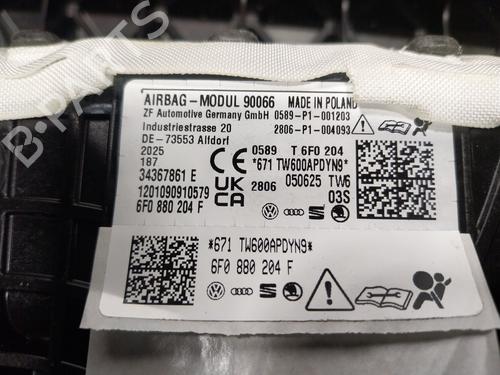 AIRBAG-MODUL 90066 MADE IN POLAND
ZF Automotive Germany GmbH 0589-P1-001203
Industriestrasse 20 2806-P1-004093
DE-73553 Alfdorf
2025
187
34367861 E
1201090910579
6F0 880 204 F
CE 0589 T 6F0 204
*671 TW600APDYN9*
UK CA 2806 050625 TW6
03S
*671 TW600APDYN9*
6F0 880 204 F
B-Parts